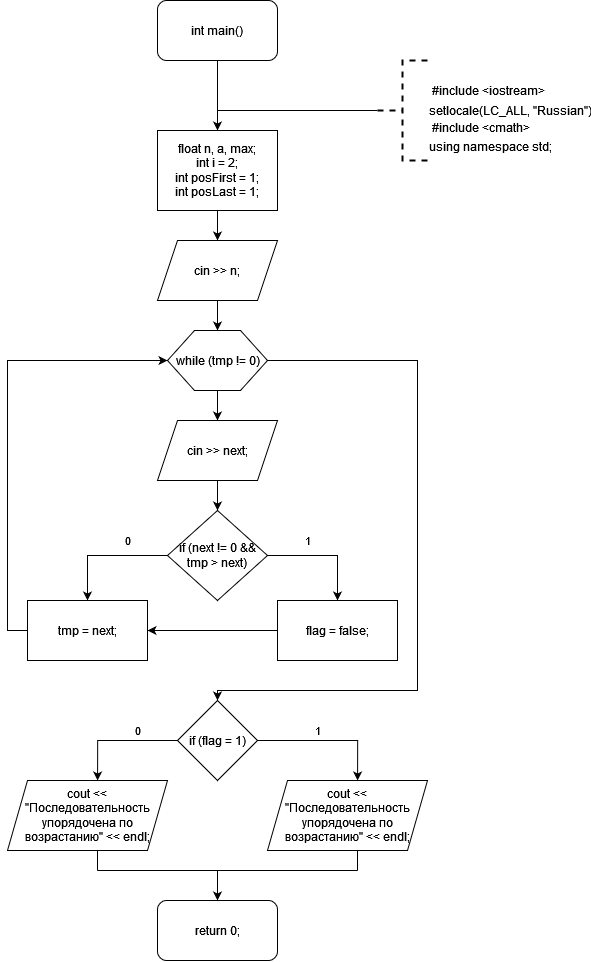 int main()
#include <iostream>
setlocale(LC_ALL, "Russian")
#include <cmath>
using namespace std;
float n, a, max;
int i = 2;
int posFirst = 1;
int posLast = 1;
cin >> n;
while (tmp != 0)
cin >> next;
0
1
if (next != 0 &&
tmp > next)
tmp = next;
flag = false;
0
1
if (flag = 1)
cout <<
"Последовательность
упорядочена по
возрастанию" << endl;
cout <<
"Последовательность
упорядочена по
возрастанию" << endl;
return 0;